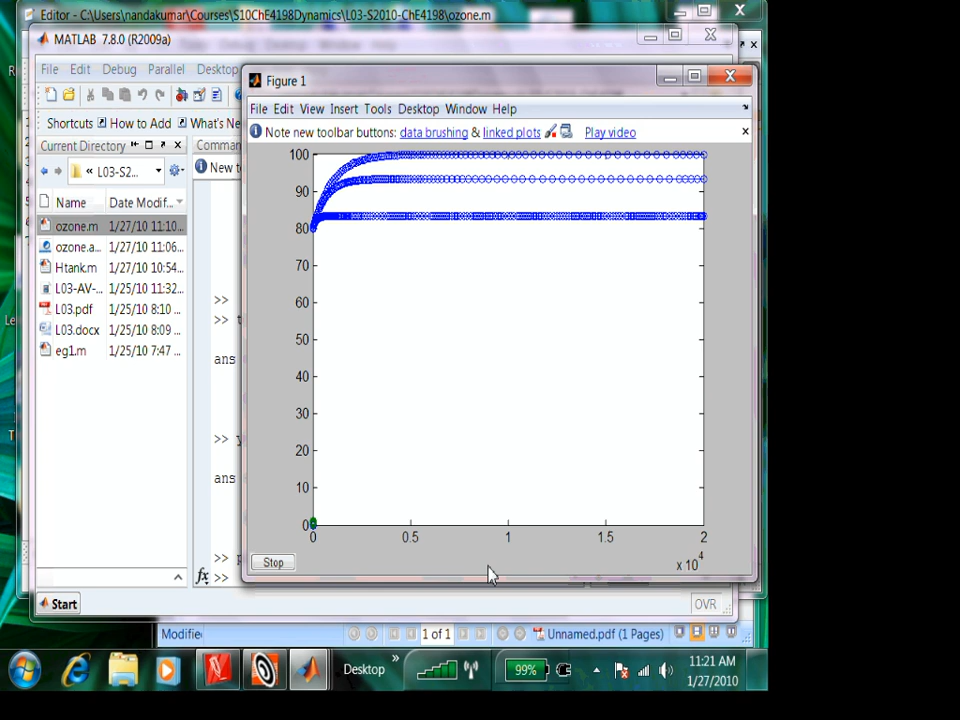 Editor - C:\Users\nandakumar\Courses\S10ChE4198Dynamics\L03-S2010-ChE4198\ozone.m
MATLAB 7.8.0 (R2009a)
File Edit Debug Parallel Desktop
Shortcuts How to Add What's Ne
Current Directory
Comma
« L03-S2...
New t
Name Date Modif...
ozone.m 1/27/10 11:10...
ozone.a... 1/27/10 11:06...
Htank.m 1/27/10 10:54...
L03-AV-... 1/25/10 11:32...
L03.pdf 1/25/10 8:10 ...
L03.docx 1/25/10 8:09 ...
eg1.m 1/25/10 7:47 ...
>>
>> t
ans
>> y
ans
>> p
fx >>
Figure 1
File Edit View Insert Tools Desktop Window Help
Note new toolbar buttons: data brushing & linked plots Play video
100
90
80
70
60
50
40
30
20
10
0
0 0.5 1 1.5 2
x 10^4
Stop
Start
OVR
Modifie
1 of 1
Unnamed.pdf (1 Pages)
Desktop »
99%
11:21 AM
1/27/2010